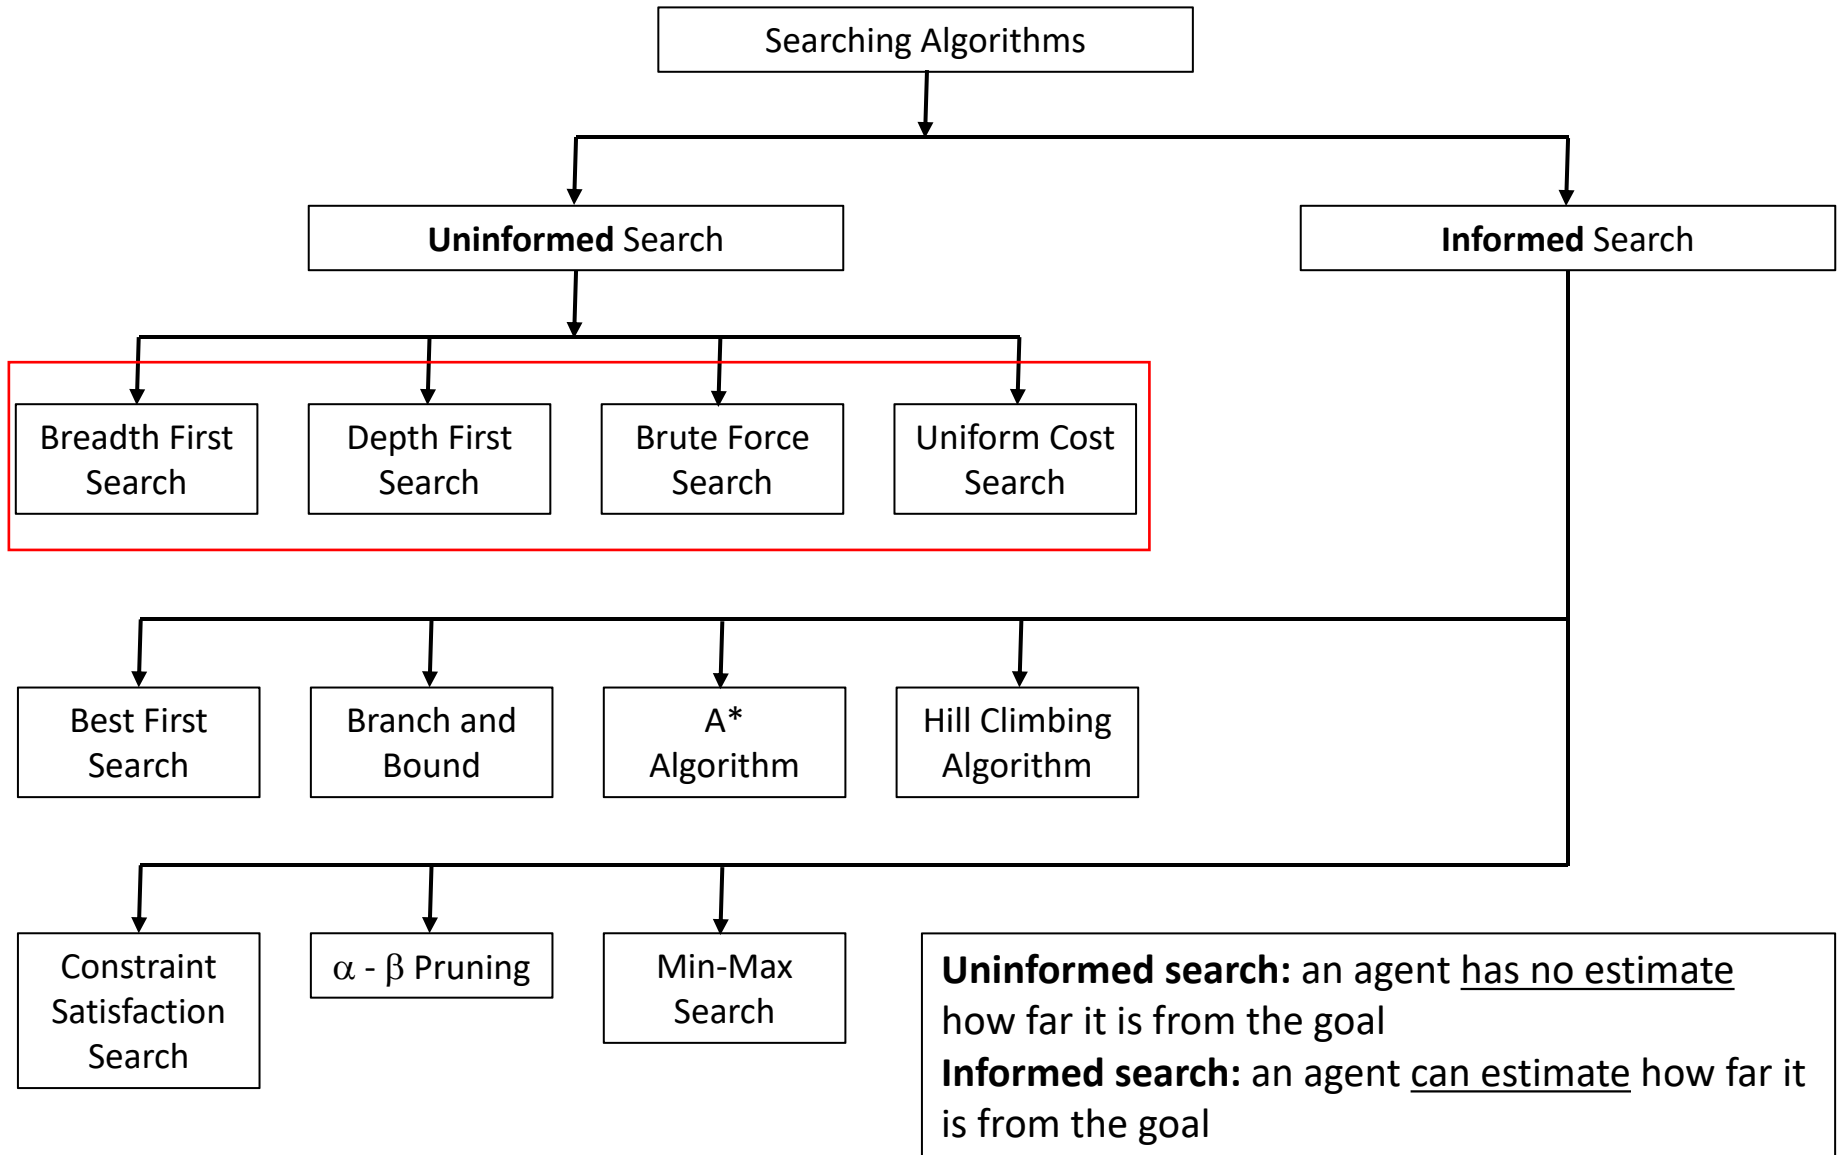 Searching Algorithms
Uninformed Search
Informed Search
Breadth First
Search
Depth First
Search
Brute Force
Search
Uniform Cost
Search
Best First
Search
Branch and
Bound
A*
Algorithm
Hill Climbing
Algorithm
Constraint
Satisfaction
Search
α - β Pruning
Min-Max
Search
Uninformed search: an agent has no estimate
how far it is from the goal
Informed search: an agent can estimate how far it
is from the goal